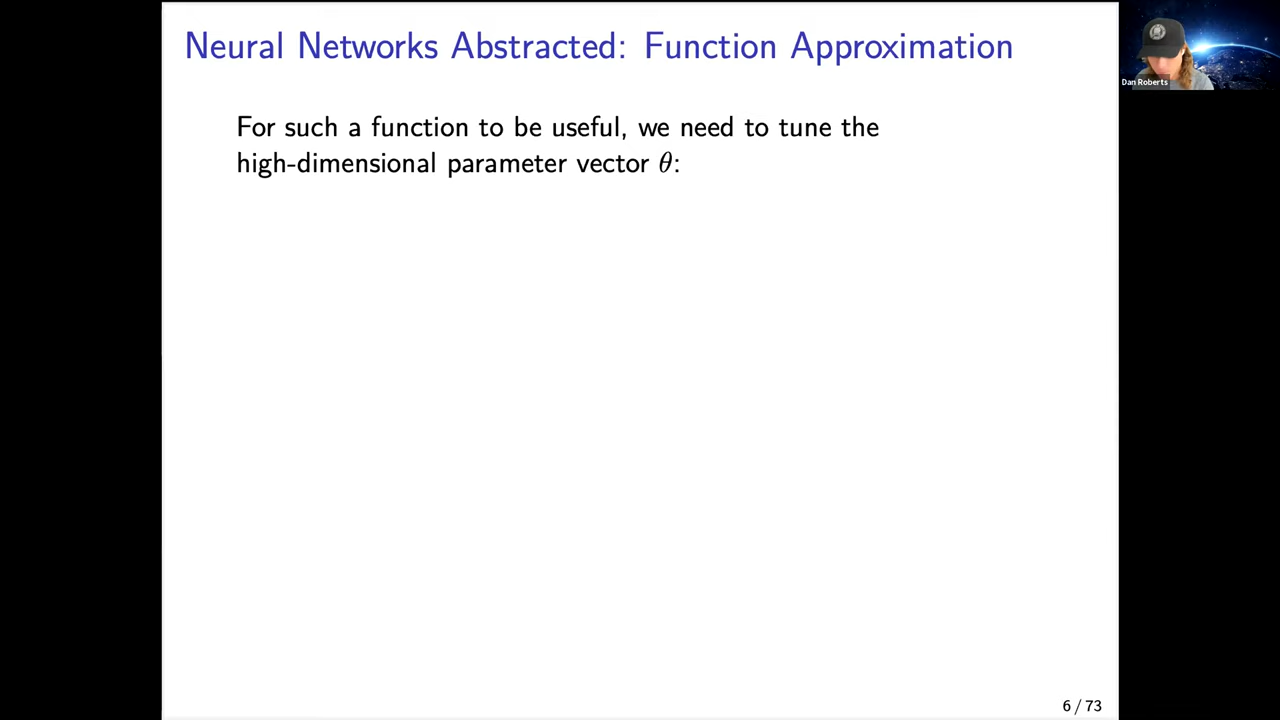 Neural Networks Abstracted: Function Approximation
Dan Roberts
For such a function to be useful, we need to tune the
high-dimensional parameter vector θ:
6 / 73